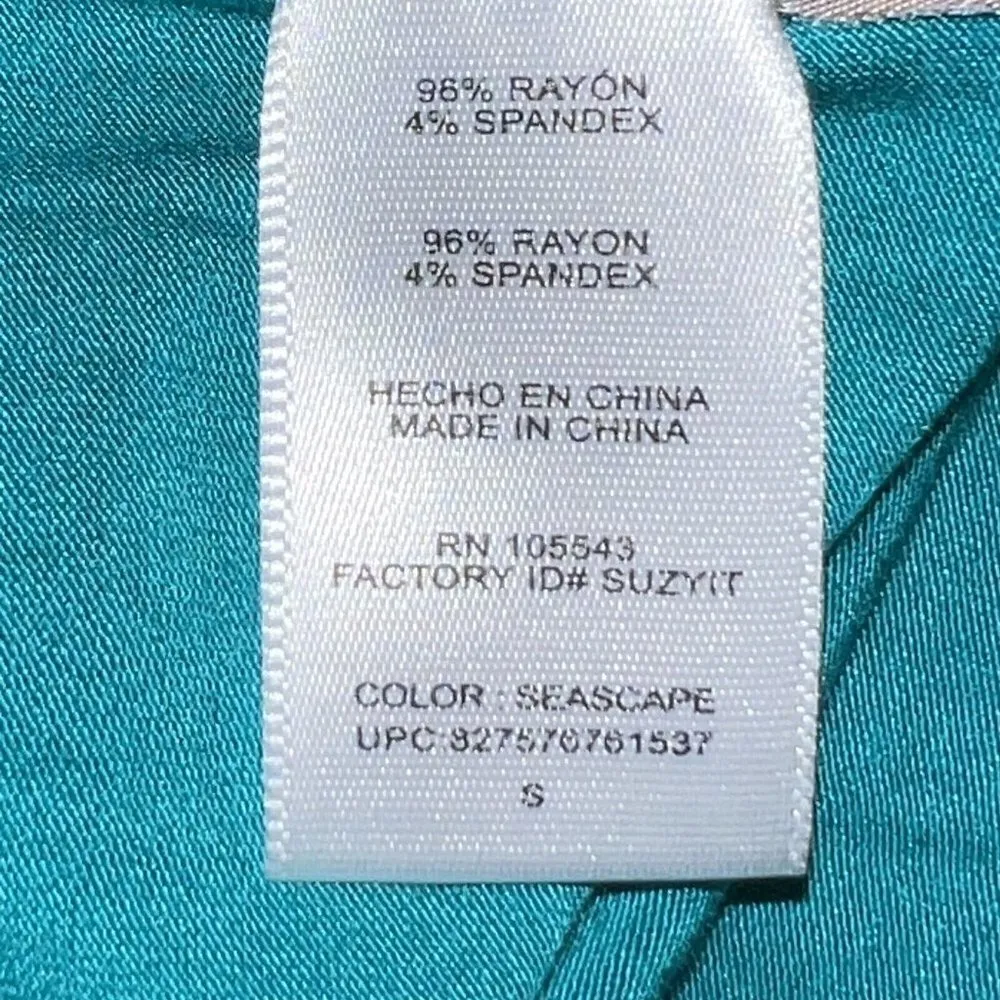 96% RAYÓN
4% SPANDEX
96% RAYON
4% SPANDEX
HECHO EN CHINA
MADE IN CHINA
RN 105543
FACTORY ID# SUZYIT
COLOR : SEASCAPE
UPC:827576761537
S